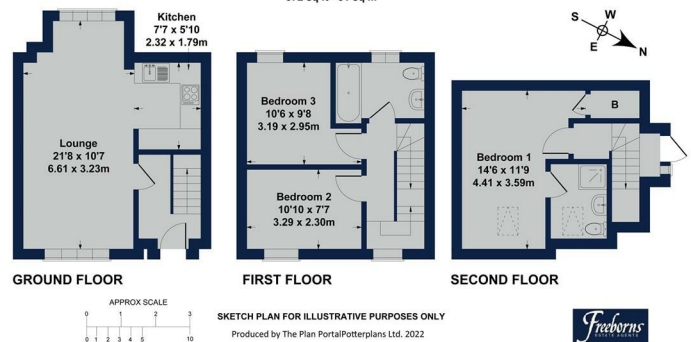 Kitchen
7'7 x 5'10
2.32 x 1.79m
Lounge
21'8 x 10'7
6.61 x 3.23m
GROUND FLOOR
Bedroom 3
10'6 x 9'8
3.19 x 2.95m
Bedroom 2
10'10 x 7'7
3.29 x 2.30m
FIRST FLOOR
S W
E N
B
Bedroom 1
14'6 x 11'9
4.41 x 3.59m
SECOND FLOOR
APPROX SCALE
0 1 2 3
0 1 2 3 4 5 10
SKETCH PLAN FOR ILLUSTRATIVE PURPOSES ONLY
Produced by The Plan PortalPotterplans Ltd. 2022
Freeborns
ESTATE AGENTS